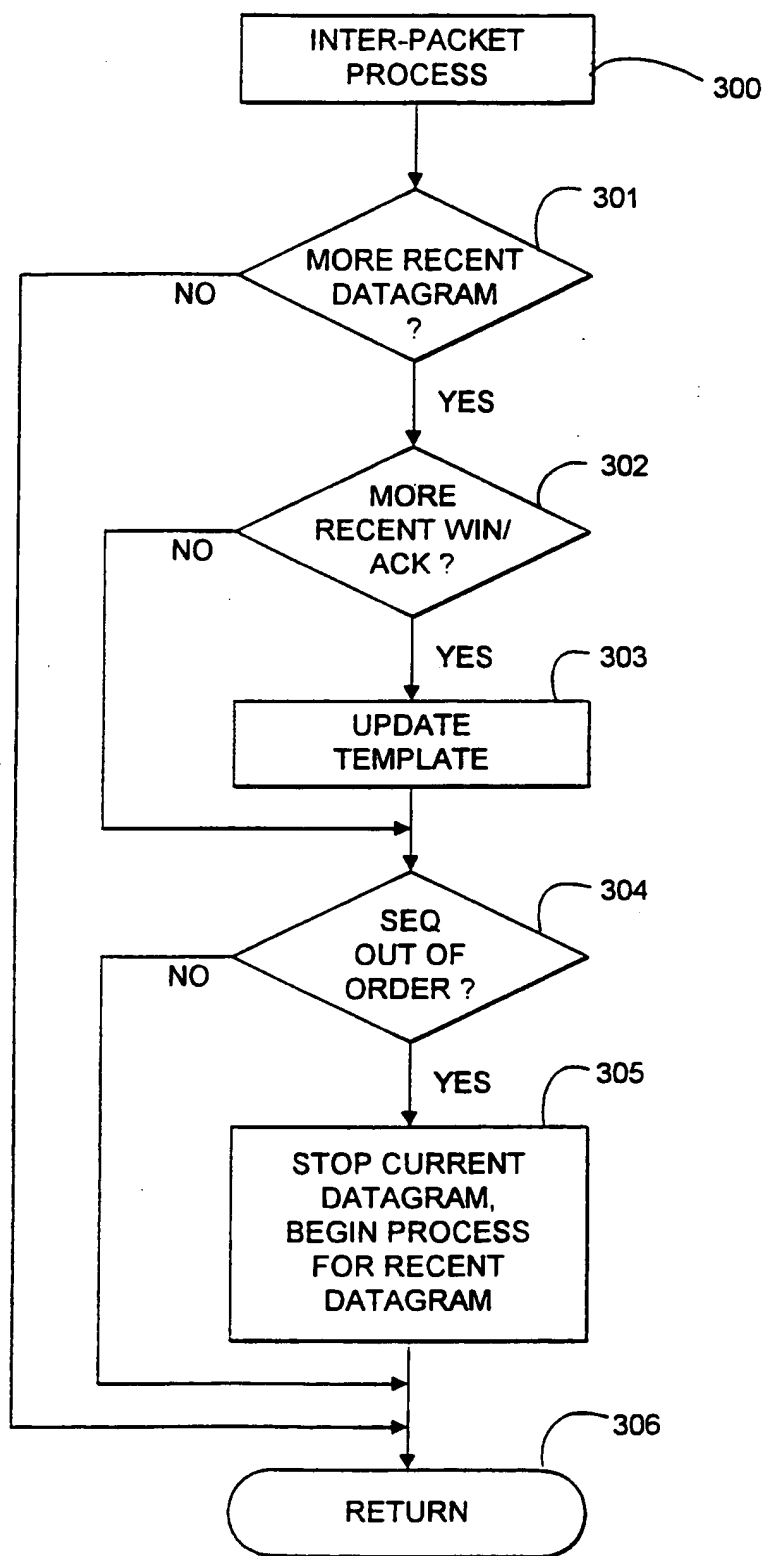 INTER-PACKET
PROCESS
300
301
MORE RECENT
DATAGRAM
?
NO
YES
302
MORE
RECENT WIN/
ACK ?
NO
YES
303
UPDATE
TEMPLATE
304
SEQ
OUT OF
ORDER ?
NO
YES
305
STOP CURRENT
DATAGRAM,
BEGIN PROCESS
FOR RECENT
DATAGRAM
306
RETURN